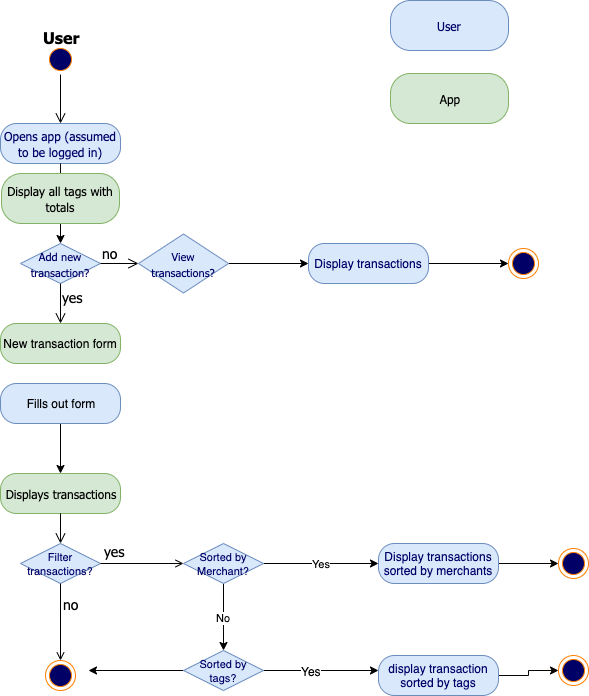 User
User
App
Opens app (assumed
to be logged in)
Display all tags with
totals
Add new
transaction?
no
View
transactions?
Display transactions
yes
New transaction form
Fills out form
Displays transactions
Filter
transactions?
yes
Sorted by
Merchant?
Yes
Display transactions
sorted by merchants
no
No
Sorted by
tags?
Yes
display transaction
sorted by tags